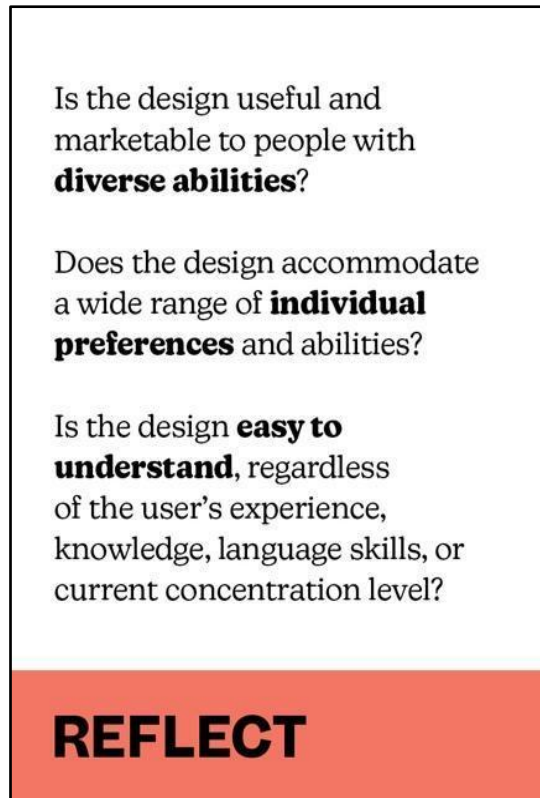 Is the design useful and
marketable to people with
diverse abilities?
Does the design accommodate
a wide range of individual
preferences and abilities?
Is the design easy to
understand, regardless
of the user’s experience,
knowledge, language skills, or
current concentration level?
REFLECT